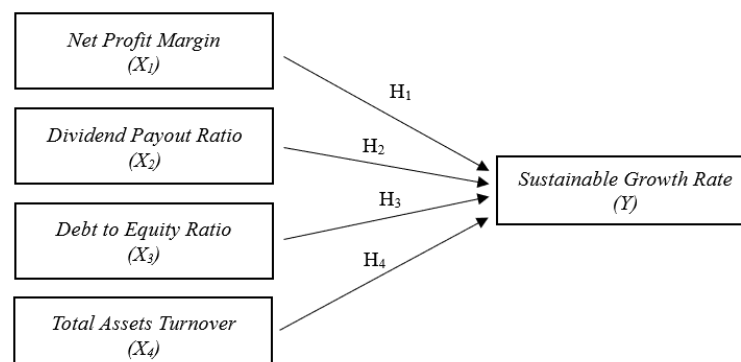 Net Profit Margin
(X1)
H1
Dividend Payout Ratio
(X2)
H2
Sustainable Growth Rate
(Y)
Debt to Equity Ratio
(X3)
H3
Total Assets Turnover
(X4)
H4